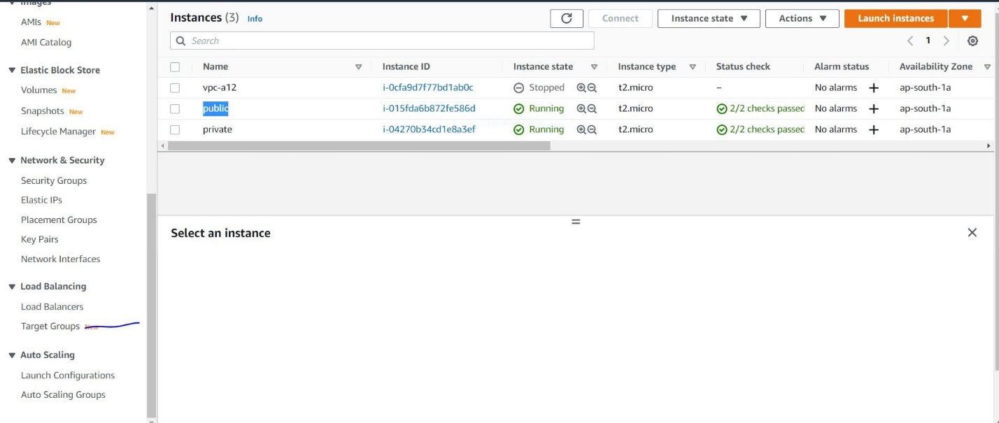 Images
AMIs New
AMI Catalog
Elastic Block Store
Volumes New
Snapshots New
Lifecycle Manager New
Network & Security
Security Groups
Elastic IPs
Placement Groups
Key Pairs
Network Interfaces
Load Balancing
Load Balancers
Target Groups New
Auto Scaling
Launch Configurations
Auto Scaling Groups
Instances (3) Info
Connect
Instance state
Actions
Launch instances
Search
1
Name Instance ID Instance state Instance type Status check Alarm status Availability Zone
vpc-a12 i-0cfa9d7f77bd1ab0c Stopped t2.micro – No alarms + ap-south-1a
public i-015fda6b872fe586d Running t2.micro 2/2 checks passed No alarms + ap-south-1a
private i-04270b34cd1e8a3ef Running t2.micro 2/2 checks passed No alarms + ap-south-1a
Select an instance